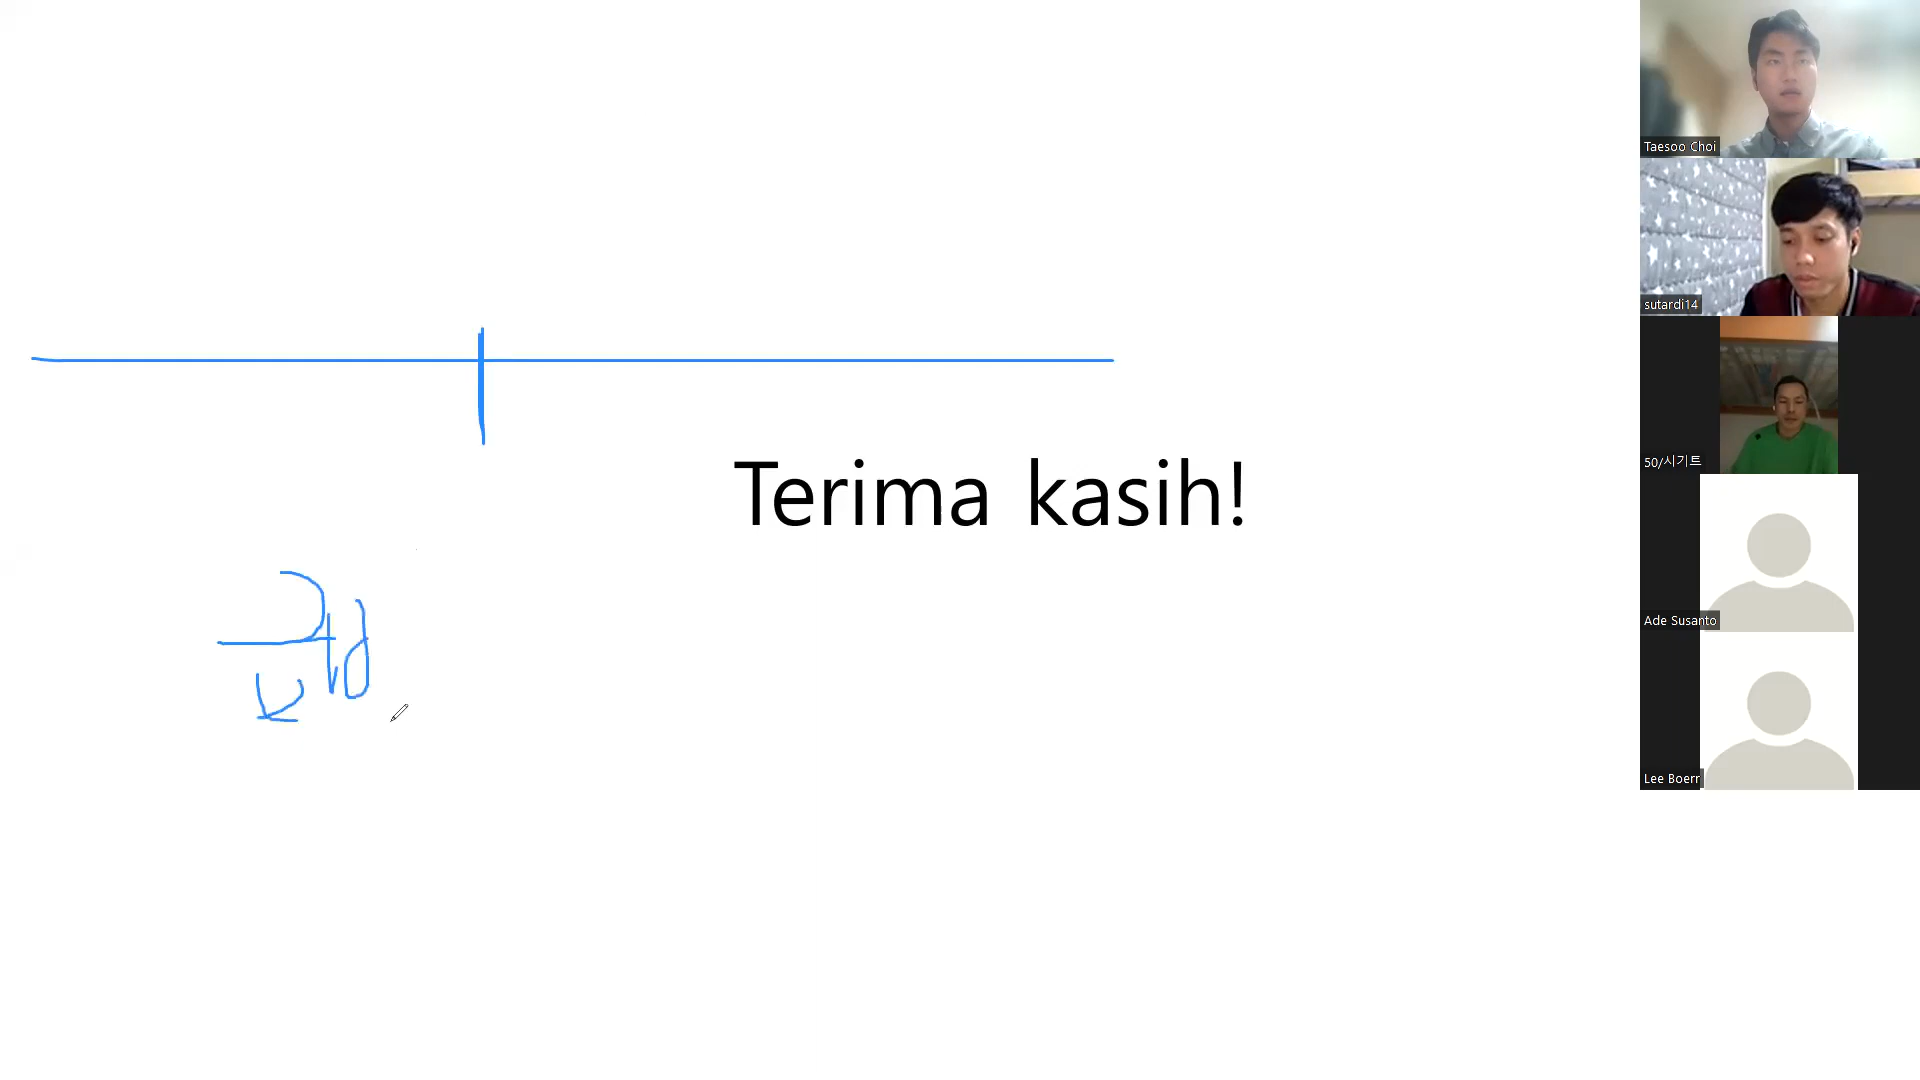 Taesoo Choi
sutardi14
Terima kasih!
50/시기트
Ade Susanto
Lee Boerr